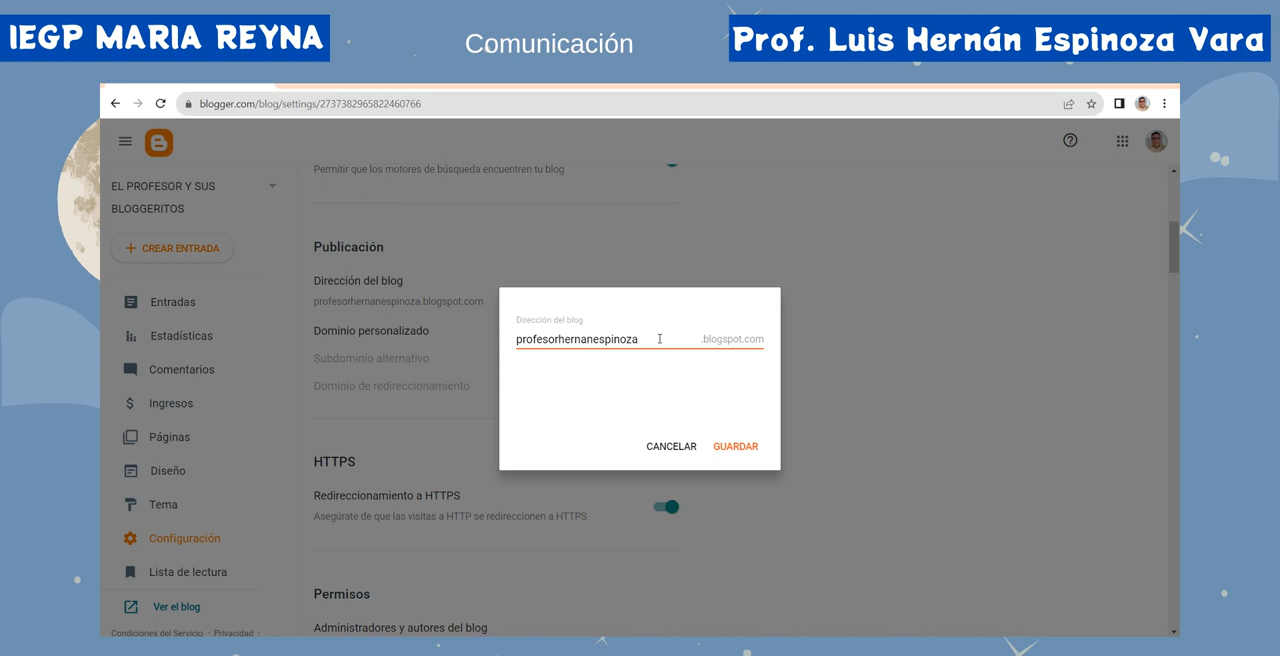 IEGP MARIA REYNA
Comunicación
Prof. Luis Hernán Espinoza Vara
blogger.com/blog/settings/2737382965822460766
EL PROFESOR Y SUS
BLOGGERITOS
CREAR ENTRADA
Entradas
Estadísticas
Comentarios
Ingresos
Páginas
Diseño
Tema
Configuración
Lista de lectura
Ver el blog
Condiciones del Servicio · Privacidad ·
Permitir que los motores de búsqueda encuentren tu blog
Publicación
Dirección del blog
profesorhernanespinoza.blogspot.com
Dominio personalizado
Subdominio alternativo
Dominio de redireccionamiento
HTTPS
Redireccionamiento a HTTPS
Asegúrate de que las visitas a HTTP se redireccionen a HTTPS
Permisos
Administradores y autores del blog
Dirección del blog
profesorhernanespinoza .blogspot.com
CANCELAR GUARDAR